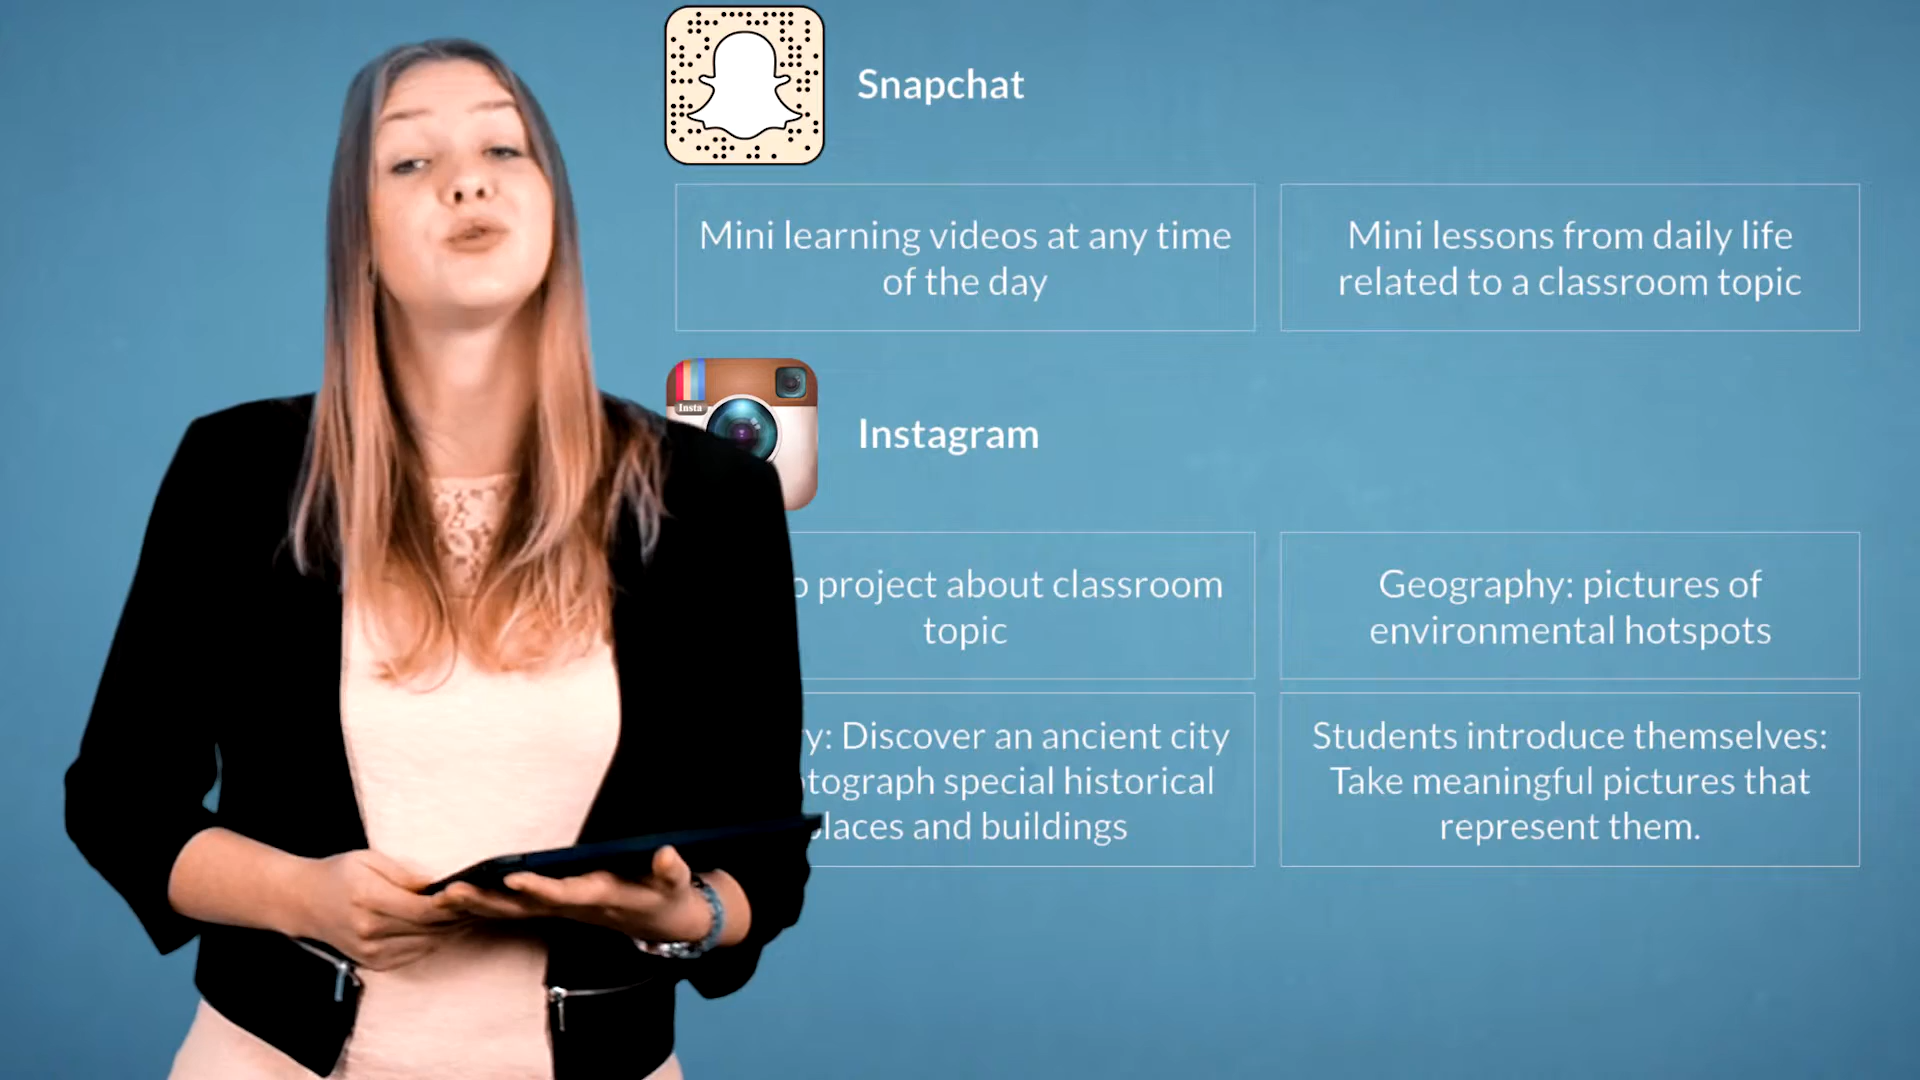 Snapchat
Mini learning videos at any time
of the day
Mini lessons from daily life
related to a classroom topic
Insta
Instagram
project about classroom
topic
Geography: pictures of
environmental hotspots
Discover an ancient city
special historical
and buildings
Students introduce themselves:
Take meaningful pictures that
represent them.